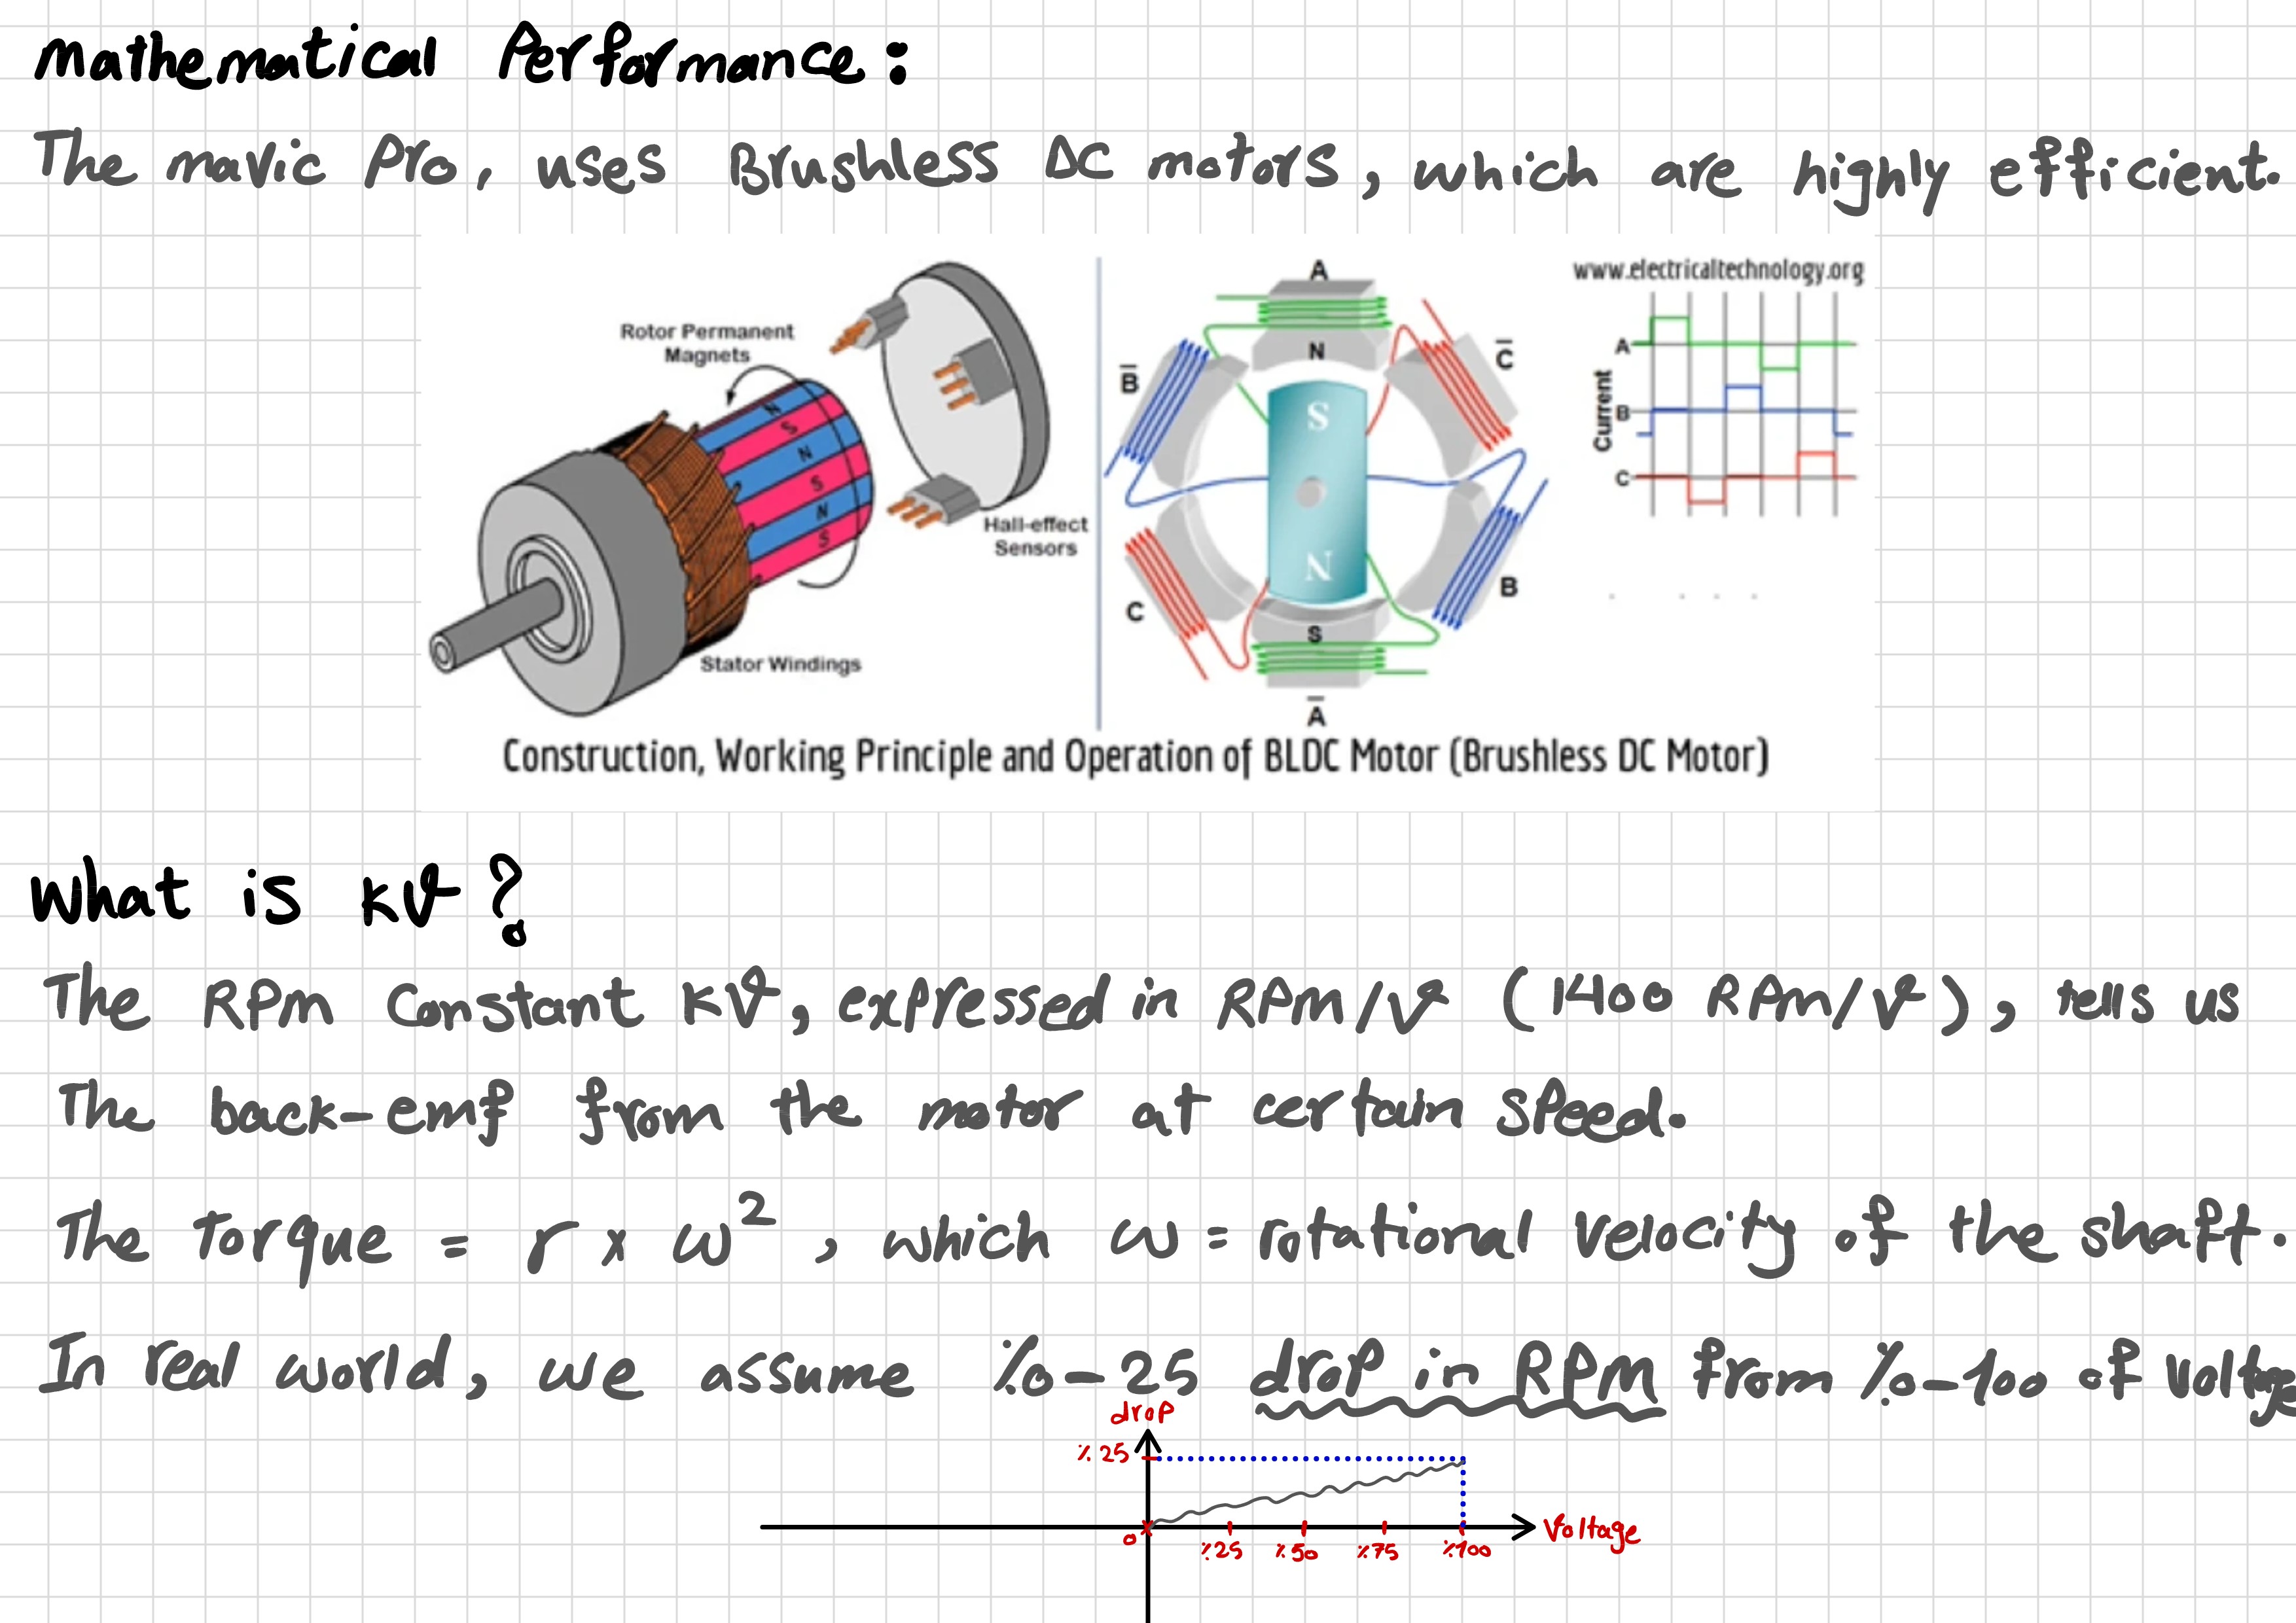 Mathematical Performance:
The mavic Pro, uses Brushless DC motors, which are highly efficient.
www.electricaltechnology.org
Rotor Permanent
Magnets
N
S
N
S
N
S
Hall-effect
Sensors
Stator Windings
A
N
B̅
C̅
S
N
C
B
S
A̅
Current
A
B
C
Construction, Working Principle and Operation of BLDC Motor (Brushless DC Motor)
What is KV?
The RPM Constant KV, expressed in RPM/V (1400 RPM/V), tells us
The back-emf from the motor at certain speed.
The Torque = r x ω², which ω = rotational velocity of the shaft.
In real world, we assume %0-25 drop in RPM from %0-100 of Voltage
drop
%25
0
%25 %50 %75 %100
Voltage